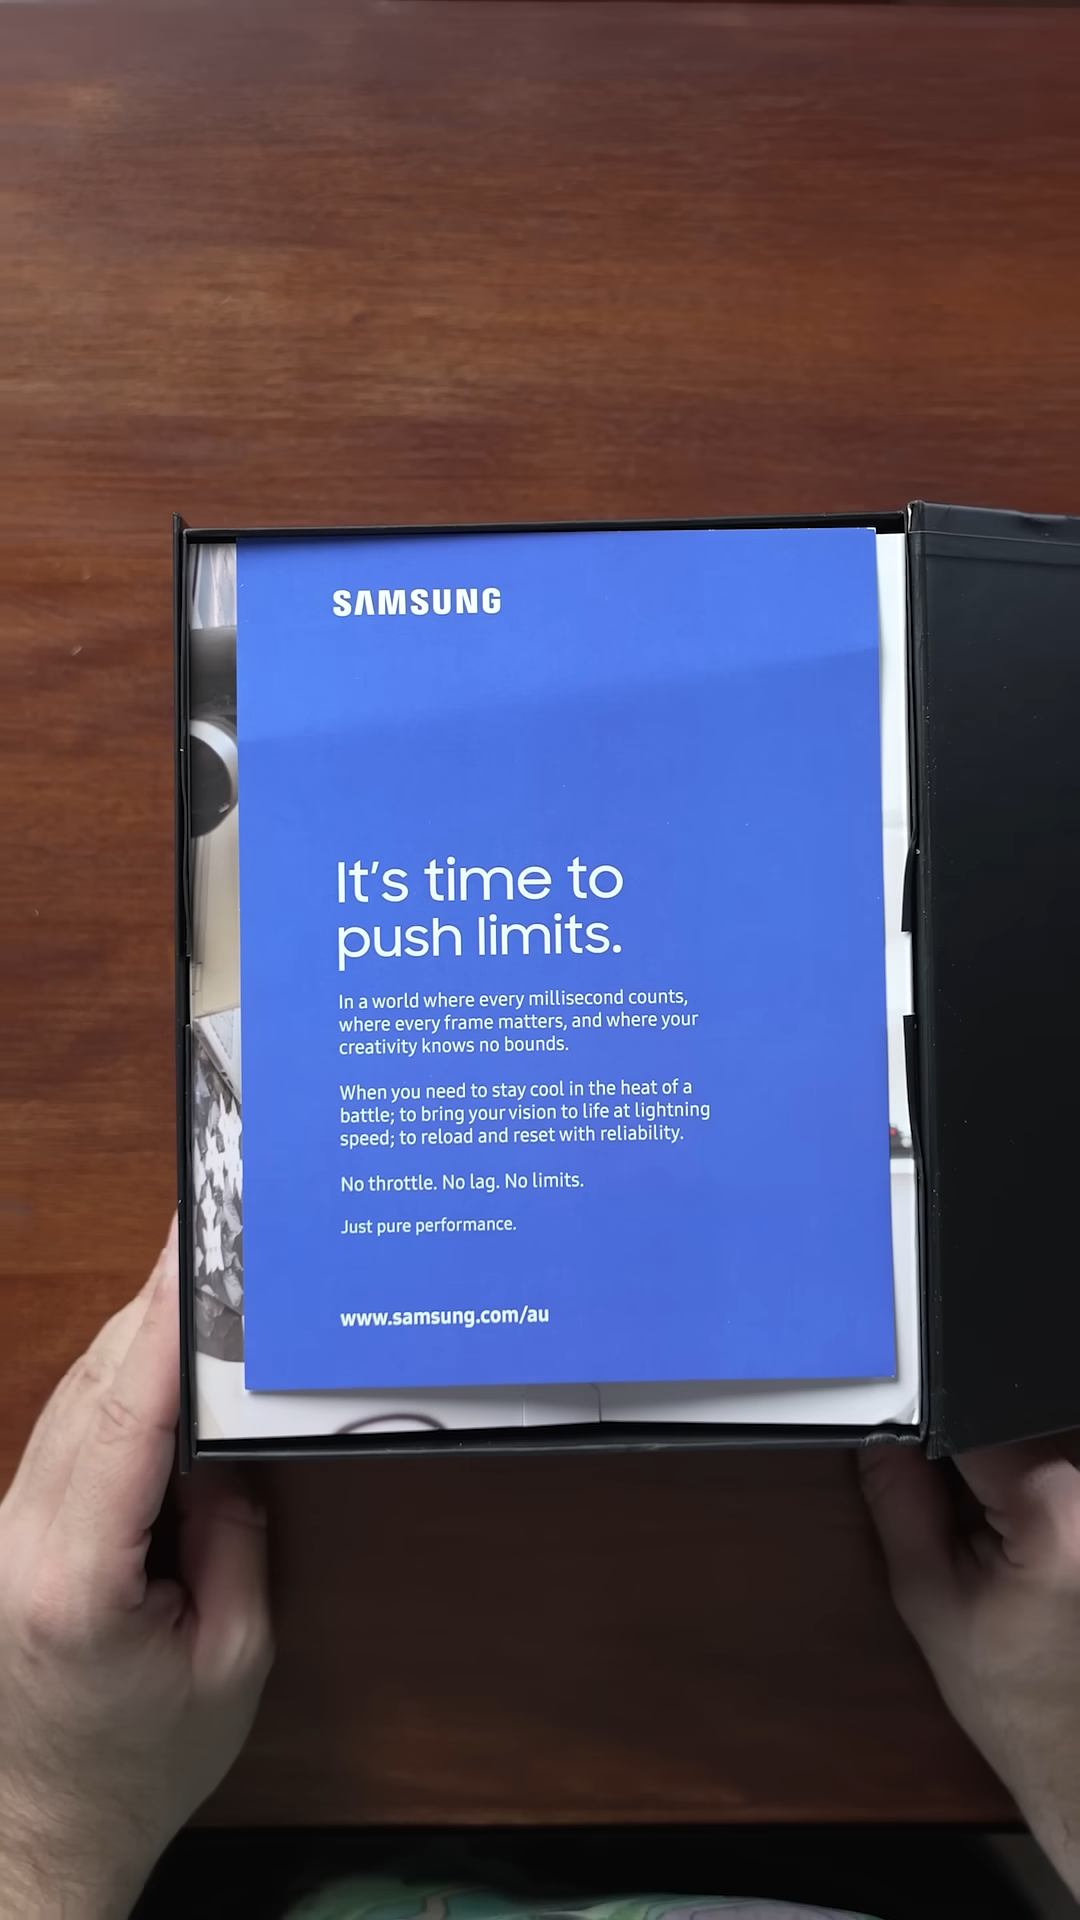 SAMSUNG
It's time to
push limits.
In a world where every millisecond counts,
where every frame matters, and where your
creativity knows no bounds.
When you need to stay cool in the heat of a
battle; to bring your vision to life at lightning
speed; to reload and reset with reliability.
No throttle. No lag. No limits.
Just pure performance.
www.samsung.com/au